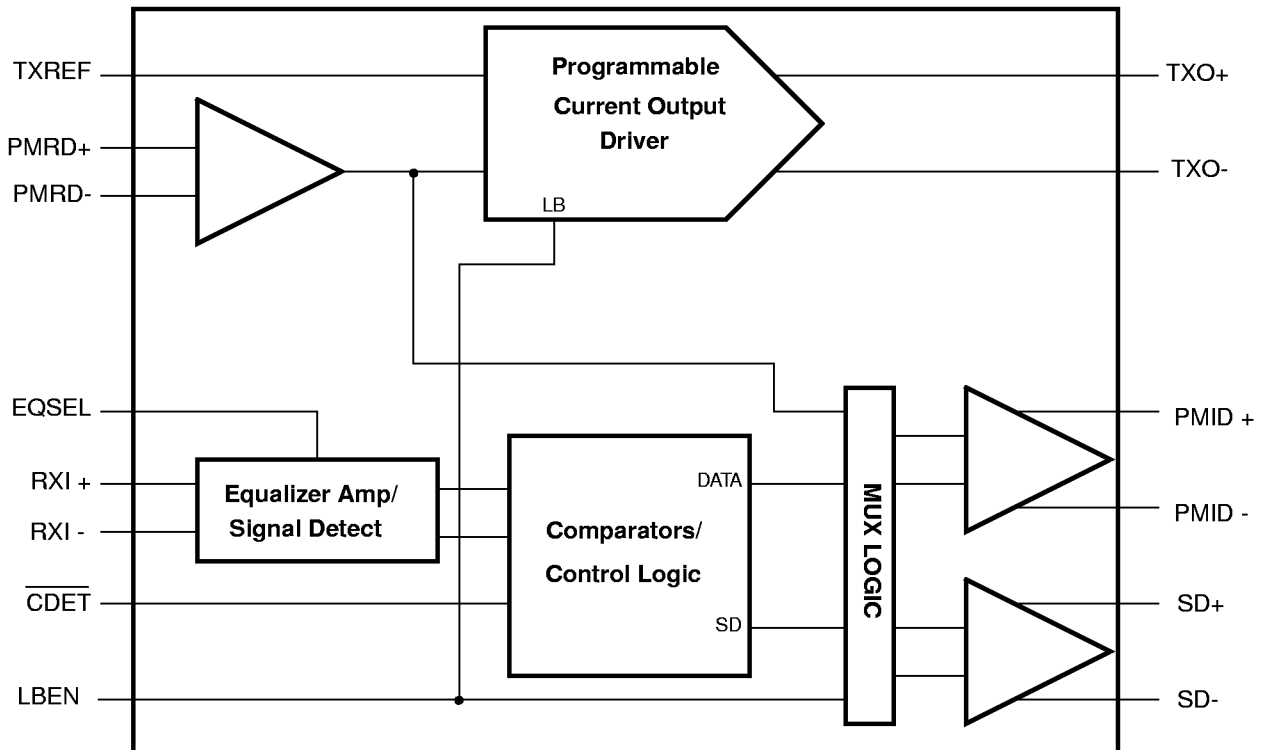 TXREF
PMRD+
PMRD-
Programmable
Current Output
Driver
LB
TXO+
TXO-
EQSEL
RXI +
RXI -
CDET
LBEN
Equalizer Amp/
Signal Detect
Comparators/
Control Logic
DATA
SD
MUX LOGIC
PMID +
PMID -
SD+
SD-